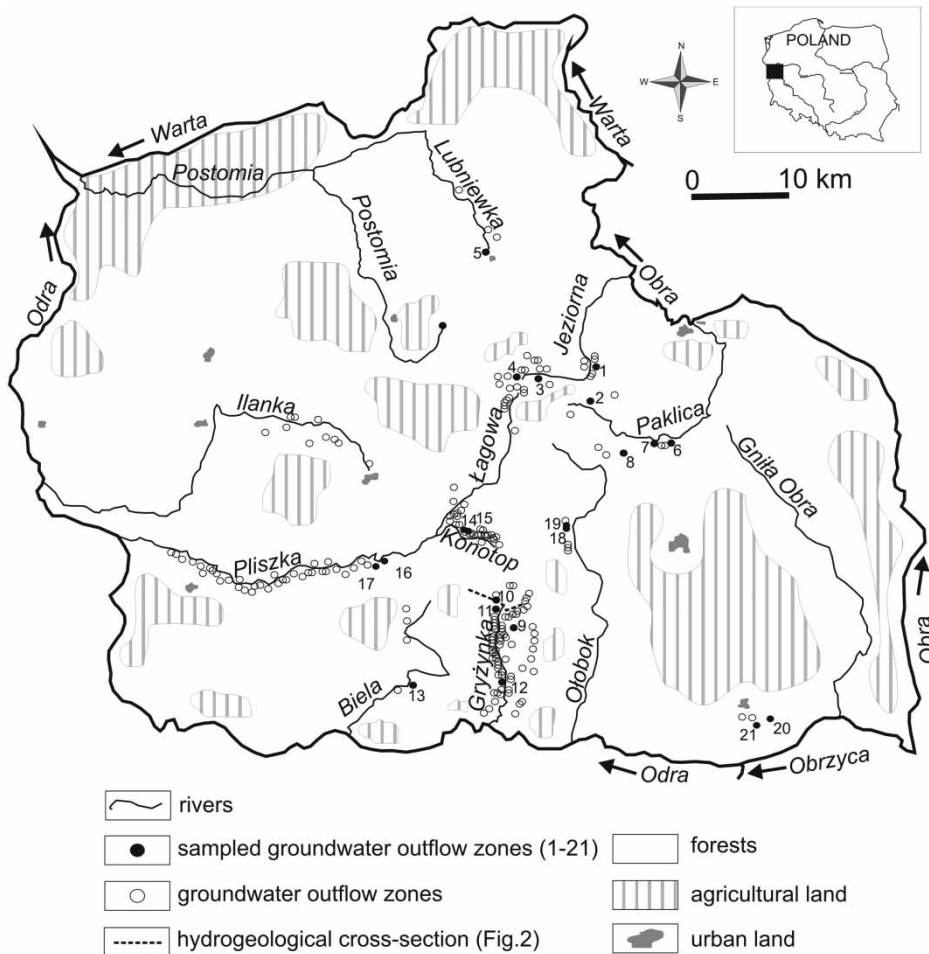 POLAND
N
W
E
S
0 10 km
Warta
Warta
Postomia
Lubniewka
Postomia
5
Odra
Obra
Jeziorna
4
3
1
2
Ilanka
Łagowa
Paklica
7
6
8
Gniła Obra
14
15
Konotop
19
18
Pliszka
17
16
10
11
9
Gryżynka
12
Ołobok
Obra
Biela
13
21
20
Odra
Obrzyca
rivers
sampled groundwater outflow zones (1-21)
forests
groundwater outflow zones
agricultural land
hydrogeological cross-section (Fig.2)
urban land